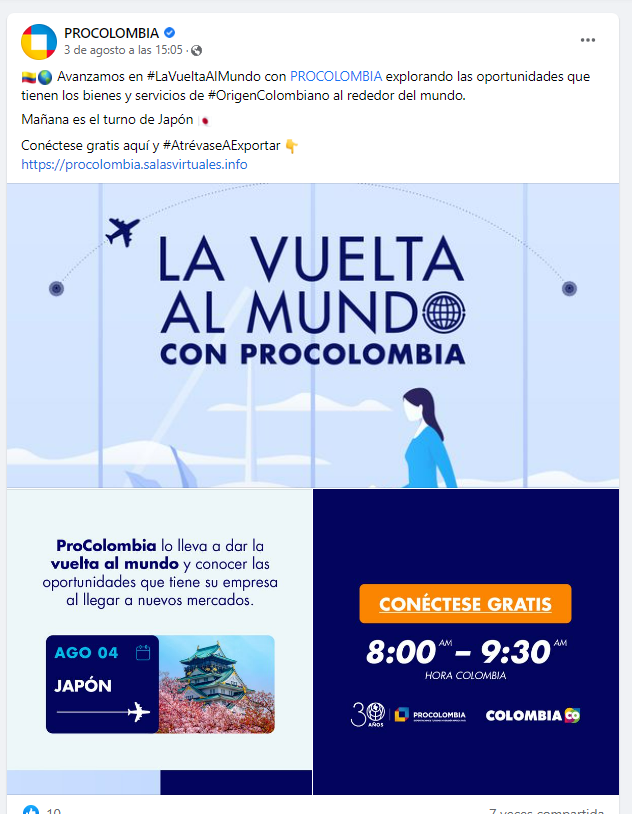 PROCOLOMBIA
3 de agosto a las 15:05 ·
🇨🇴🌎 Avanzamos en #LaVueltaAlMundo con PROCOLOMBIA explorando las oportunidades que
tienen los bienes y servicios de #OrigenColombiano al rededor del mundo.
Mañana es el turno de Japón
Conéctese gratis aquí y #AtrévaseAExportar 👇
https://procolombia.salasvirtuales.info
LA VUELTA
AL MUNDO
CON PROCOLOMBIA
ProColombia lo lleva a dar la
vuelta al mundo y conocer las
oportunidades que tiene su empresa
al llegar a nuevos mercados.
AGO 04
JAPÓN
CONÉCTESE GRATIS
8:00 AM – 9:30 AM
HORA COLOMBIA
30 AÑOS
PROCOLOMBIA
COLOMBIA CO
10
7 veces compartida